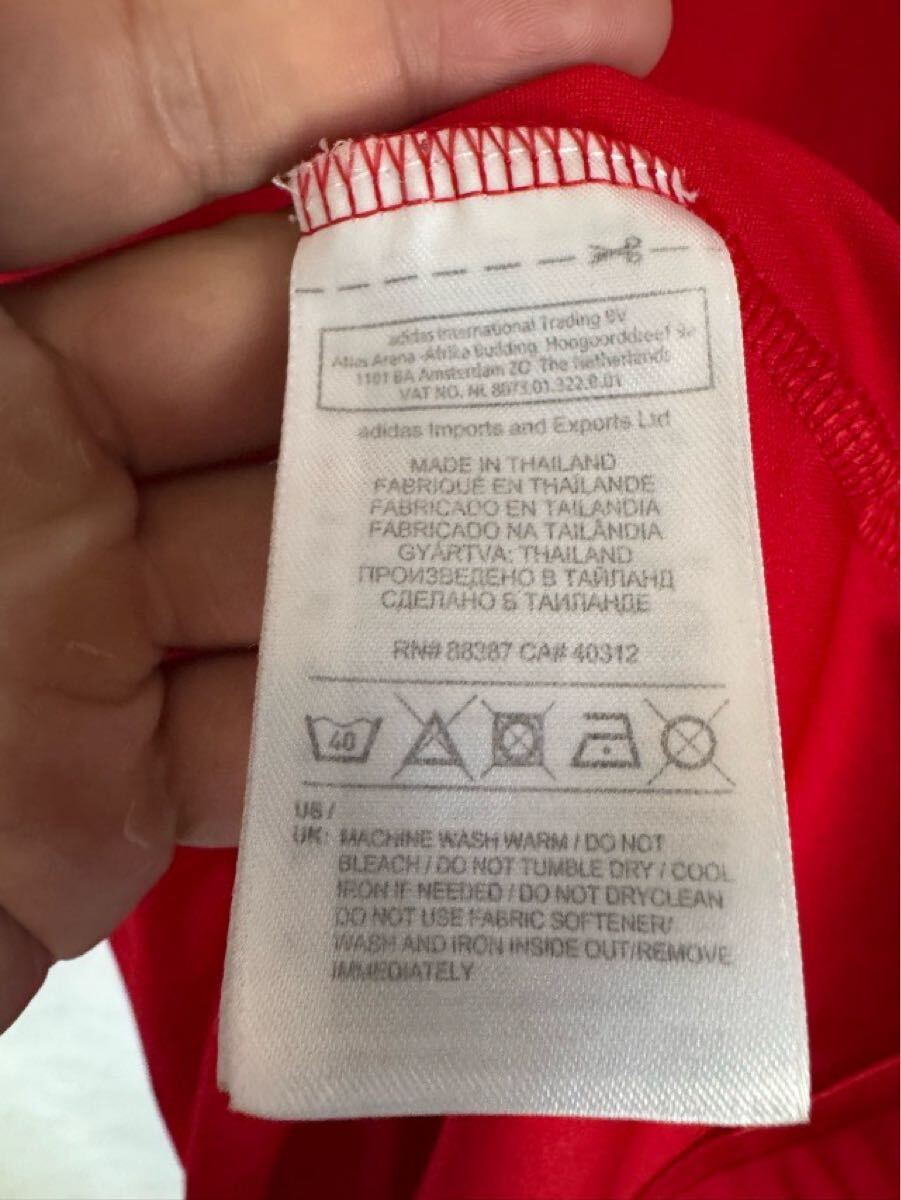 adidas International Trading BV
Atlas Arena -Afrika Building, Hoogoorddreef 9a
1101 BA Amsterdam ZO The Netherlands
VAT NO. NL 8073.01.322.B.01
adidas Imports and Exports Ltd
MADE IN THAILAND
FABRIQUÉ EN THAÏLANDE
FABRICADO EN TAILANDIA
FABRICADO NA TAILÂNDIA
GYÁRTVA: THAILAND
ПРОИЗВЕДЕНО В ТАЙЛАНД
СДЕЛАНО В ТАИЛАНДЕ
RN# 88387 CA# 40312
40
US /
UK: MACHINE WASH WARM / DO NOT
BLEACH / DO NOT TUMBLE DRY / COOL
IRON IF NEEDED / DO NOT DRYCLEAN
DO NOT USE FABRIC SOFTENER/
WASH AND IRON INSIDE OUT/REMOVE
IMMEDIATELY